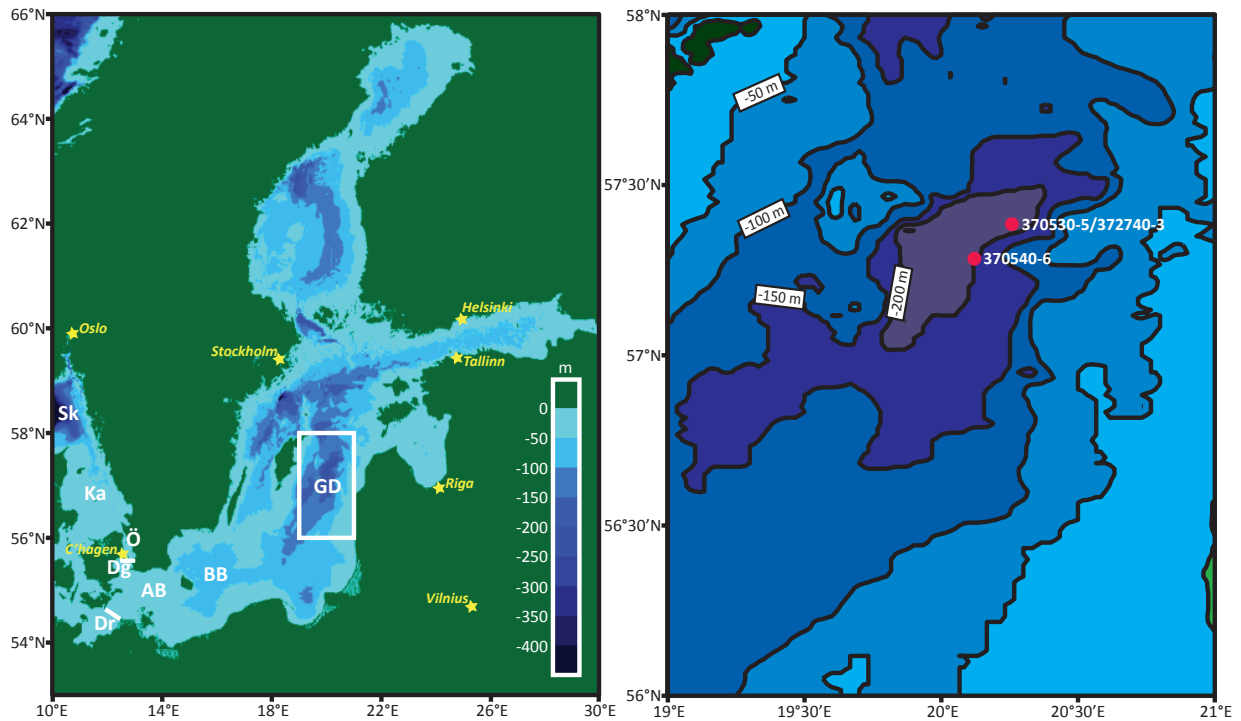 66°N
64°N
62°N
60°N
58°N
56°N
54°N
10°E
14°E
18°E
22°E
26°E
30°E
Oslo
Stockholm
Helsinki
Tallinn
Riga
Vilnius
C'hagen
Sk
Ka
Ö
Dg
AB
BB
Dr
GD
m
0
-50
-100
-150
-200
-250
-300
-350
-400
58°N
57°30′N
57°N
56°30′N
56°N
19°E
19°30′E
20°E
20°30′E
21°E
-50 m
-100 m
-150 m
-200 m
370530-5/372740-3
370540-6